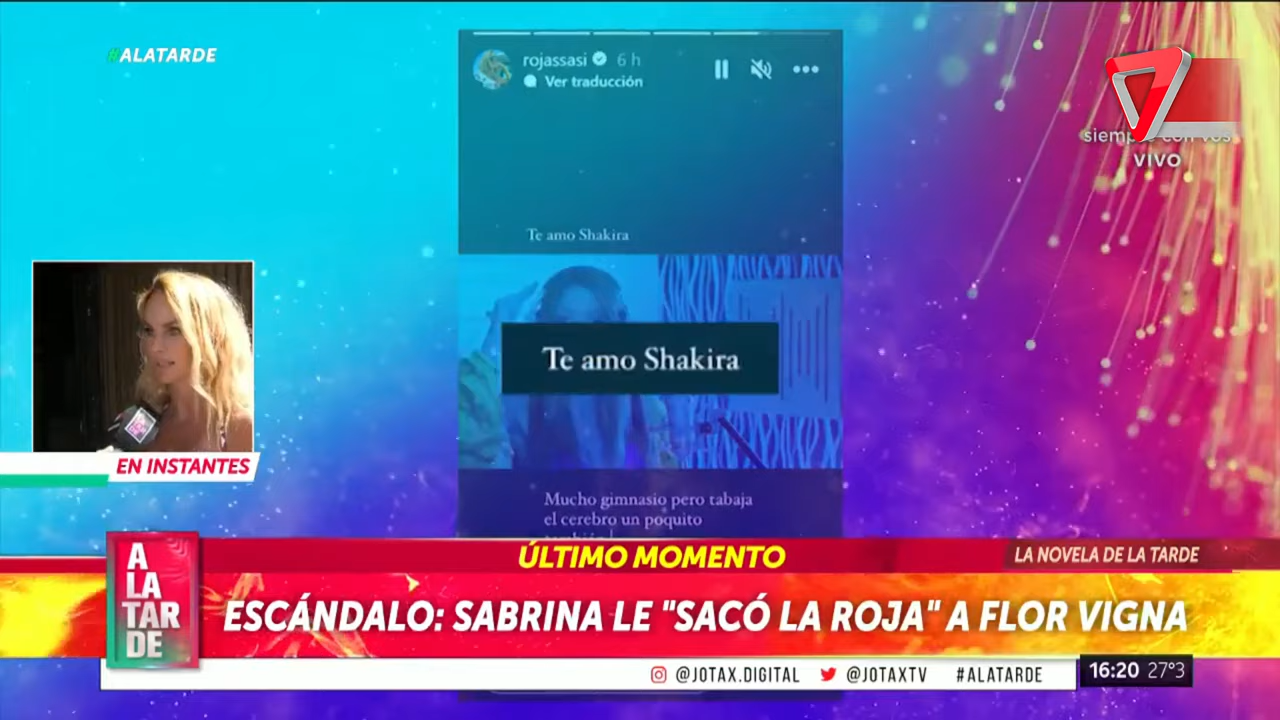 #ALATARDE
rojassasi 6 h
Ver traducción
siempre con vos
VIVO
Te amo Shakira
Te amo Shakira
Mucho gimnasio pero tabaja
el cerebro un poquito
EN INSTANTES
ÚLTIMO MOMENTO
LA NOVELA DE LA TARDE
A
LA
TAR
DE
ESCÁNDALO: SABRINA LE "SACÓ LA ROJA" A FLOR VIGNA
@JOTAX.DIGITAL @JOTAXTV #ALATARDE
16:20 27°3